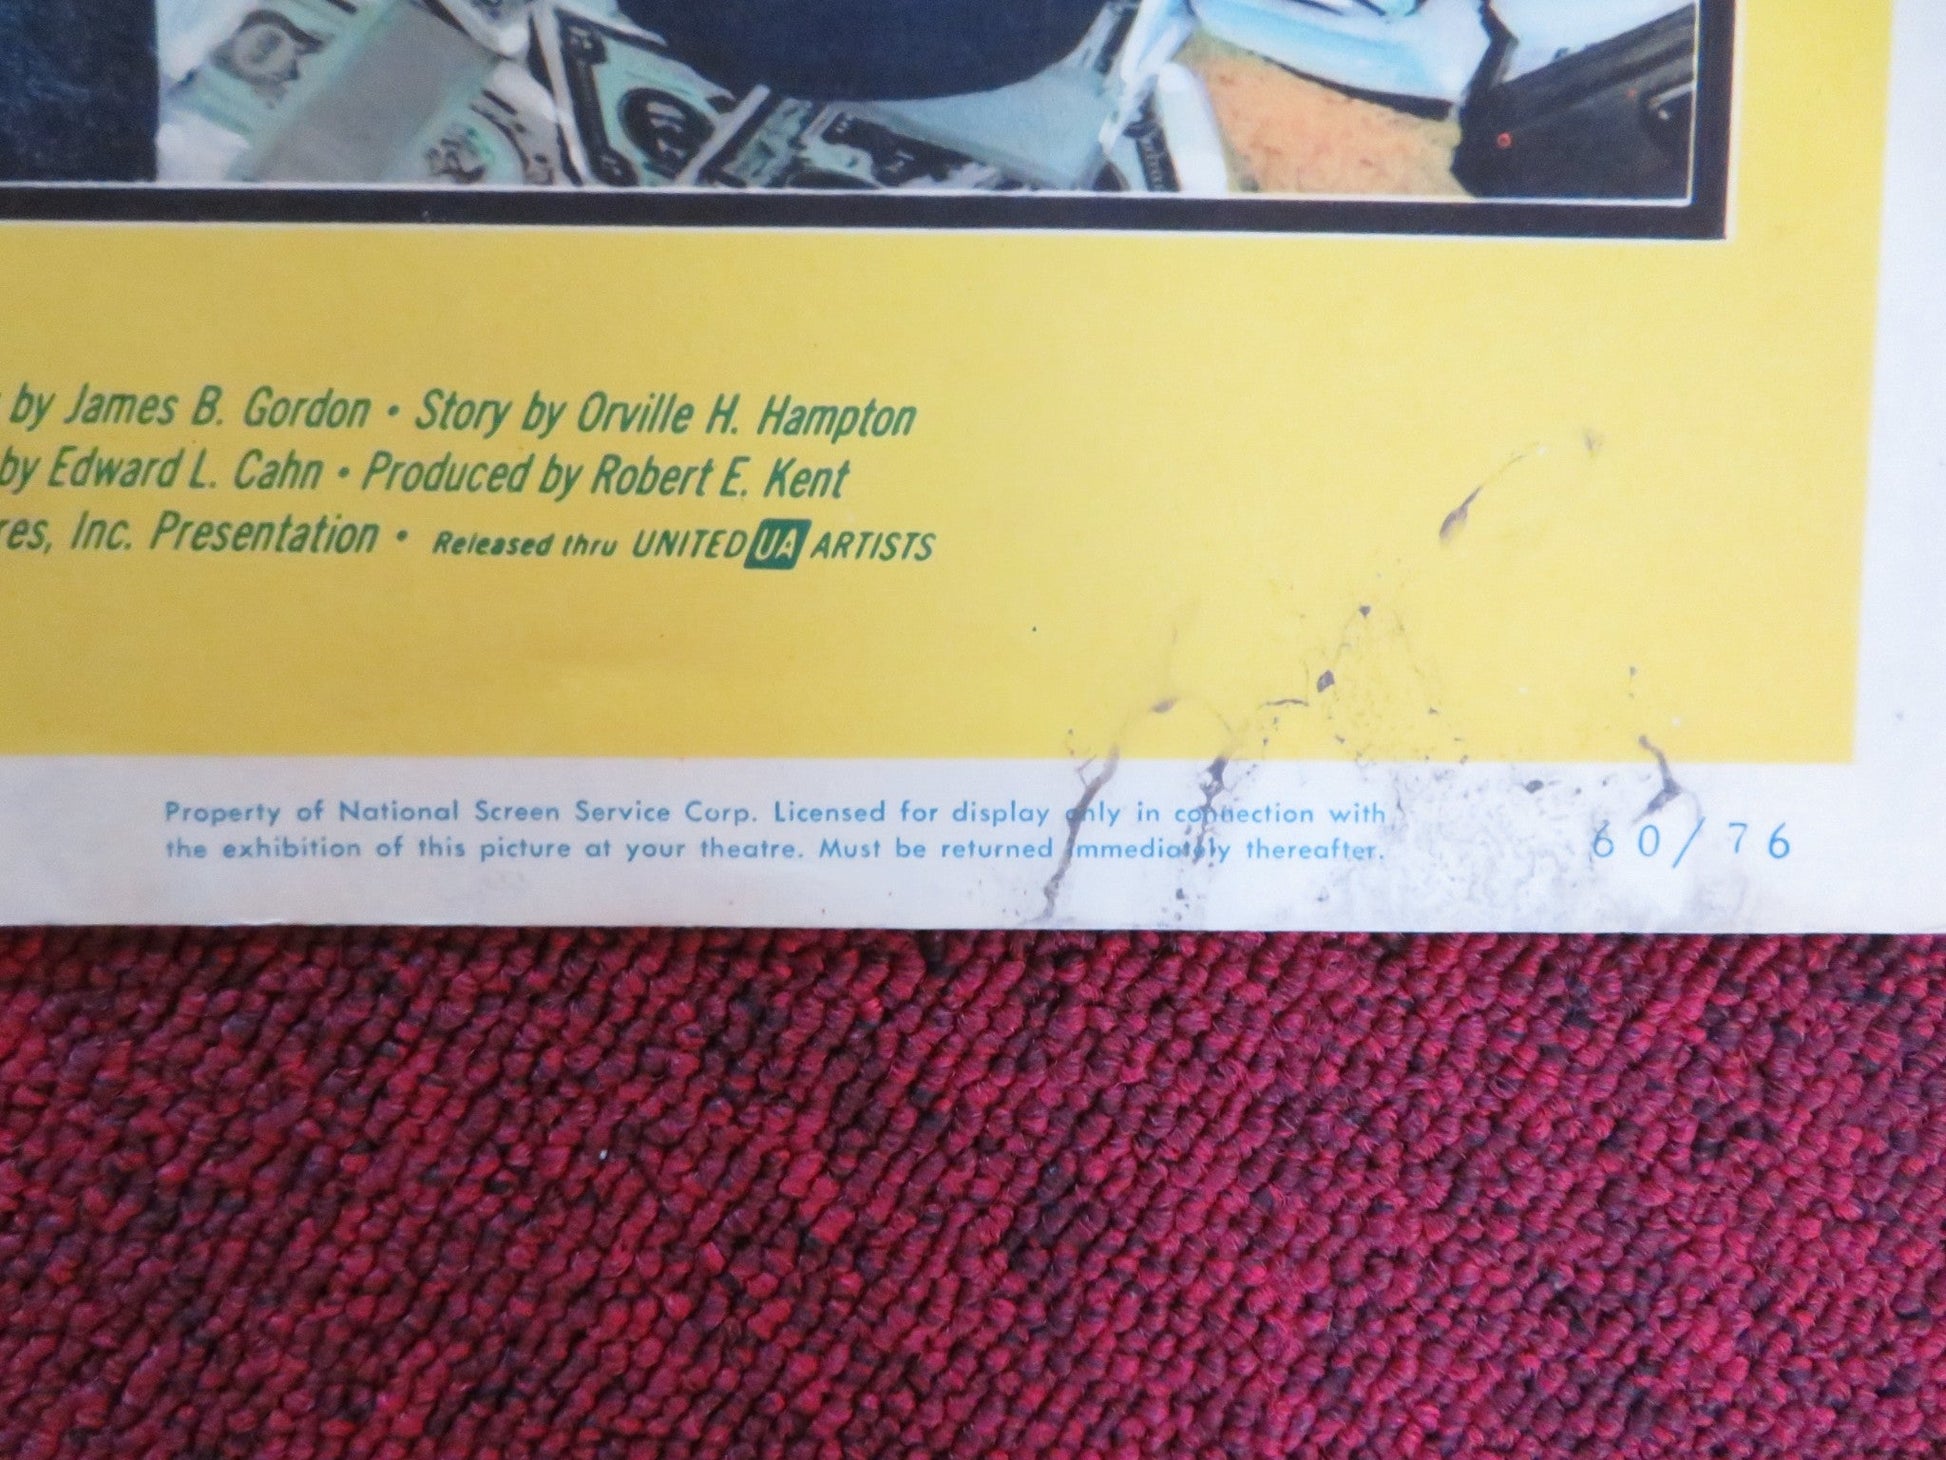 by James B. Gordon • Story by Orville H. Hampton
by Edward L. Cahn • Produced by Robert E. Kent
res, Inc. Presentation • Released thru UNITED UA ARTISTS
Property of National Screen Service Corp. Licensed for display only in connection with
the exhibition of this picture at your theatre. Must be returned immediately thereafter.
60/76